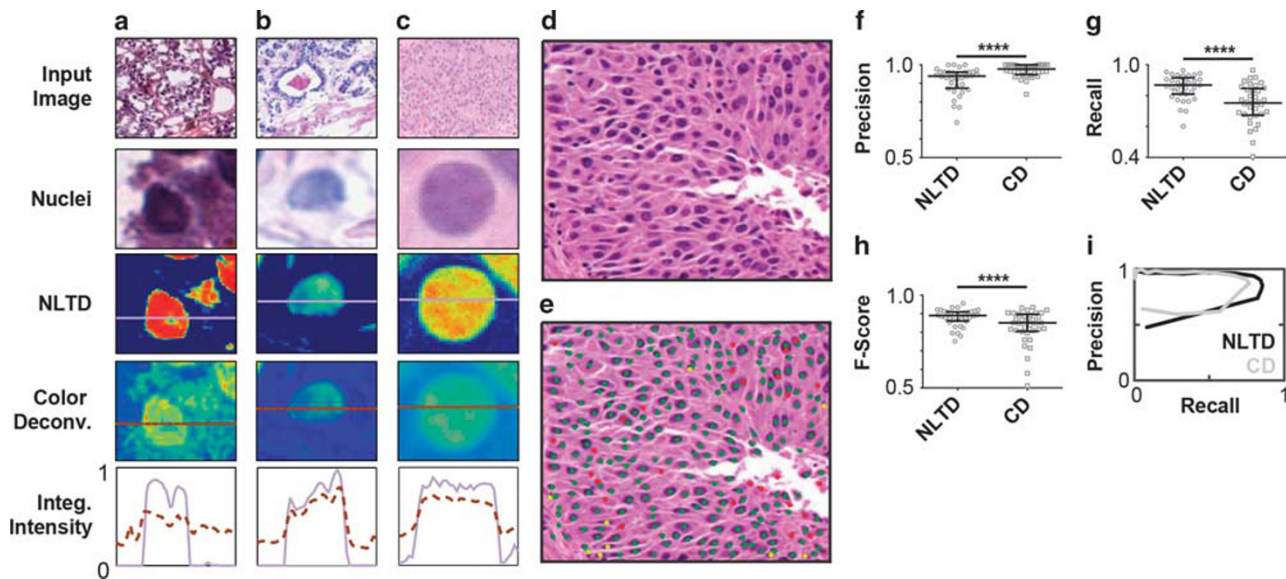 a
b
c
Input
Image
Nuclei
NLTD
Color
Deconv.
1
Integ.
Intensity
0
d
e
f
****
1.0
Precision
0.5
NLTD
CD
g
****
1.0
Recall
0.4
NLTD
CD
h
****
1.0
F-Score
0.5
NLTD
CD
i
1
Precision
NLTD
CD
0
0
Recall
1